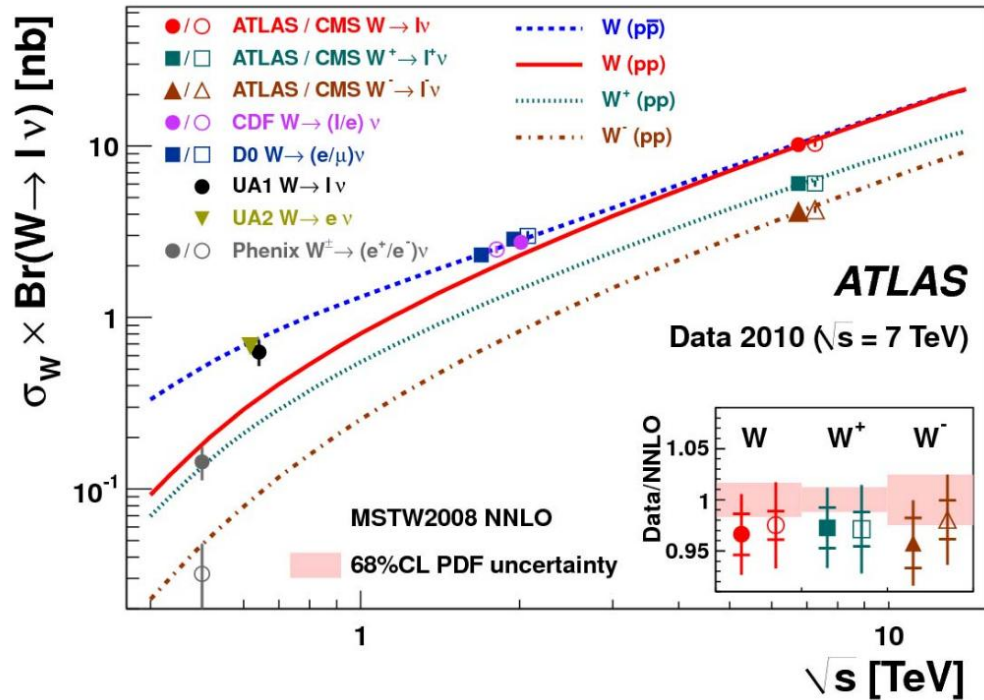 σ_W × Br(W→ l ν) [nb]
10
1
10⁻¹
ATLAS / CMS W→ lν
ATLAS / CMS W⁺→ l⁺ν
ATLAS / CMS W⁻→ l⁻ν
CDF W→ (l/e) ν
D0 W→ (e/μ)ν
UA1 W→ lν
UA2 W→ e ν
Phenix W±→ (e⁺/e⁻)ν
W (pp̅)
W (pp)
W⁺ (pp)
W⁻ (pp)
ATLAS
Data 2010 (√s = 7 TeV)
MSTW2008 NNLO
68%CL PDF uncertainty
Data/NNLO
1.05
1
0.95
W W⁺ W⁻
1 10
√s [TeV]